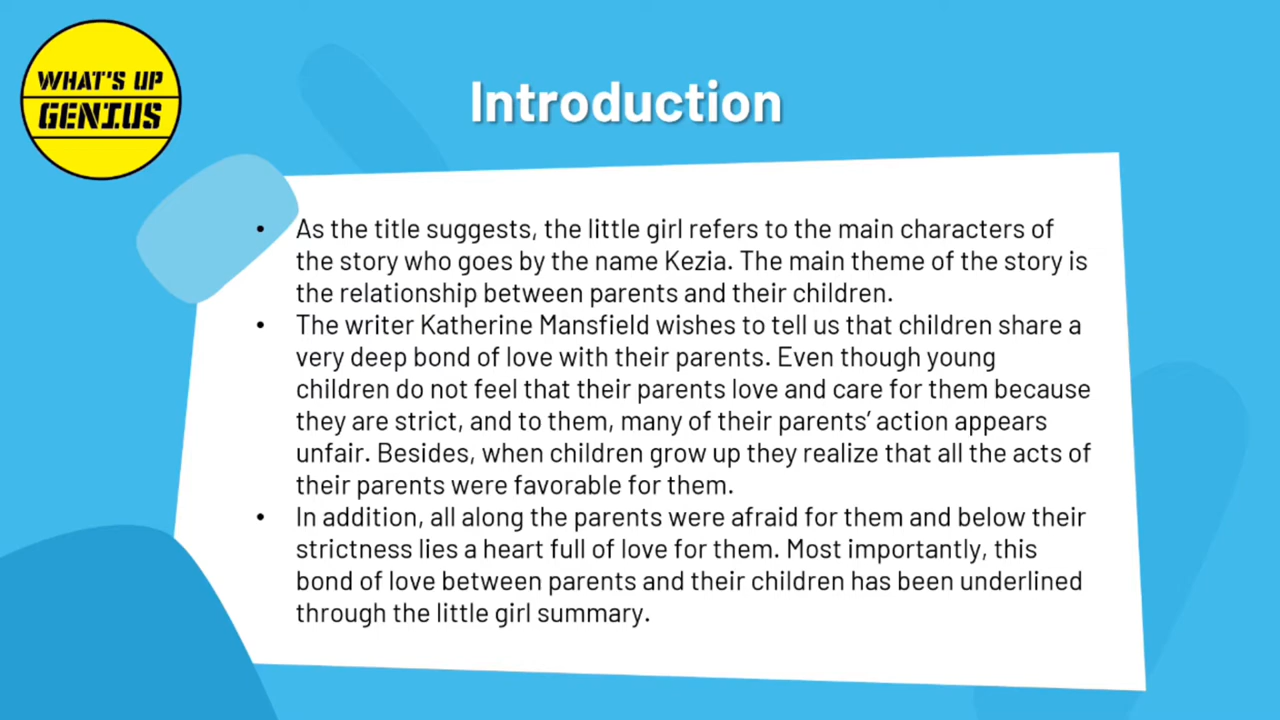 WHAT'S UP
GENIUS
Introduction
• As the title suggests, the little girl refers to the main characters of
the story who goes by the name Kezia. The main theme of the story is
the relationship between parents and their children.
• The writer Katherine Mansfield wishes to tell us that children share a
very deep bond of love with their parents. Even though young
children do not feel that their parents love and care for them because
they are strict, and to them, many of their parents’ action appears
unfair. Besides, when children grow up they realize that all the acts of
their parents were favorable for them.
• In addition, all along the parents were afraid for them and below their
strictness lies a heart full of love for them. Most importantly, this
bond of love between parents and their children has been underlined
through the little girl summary.